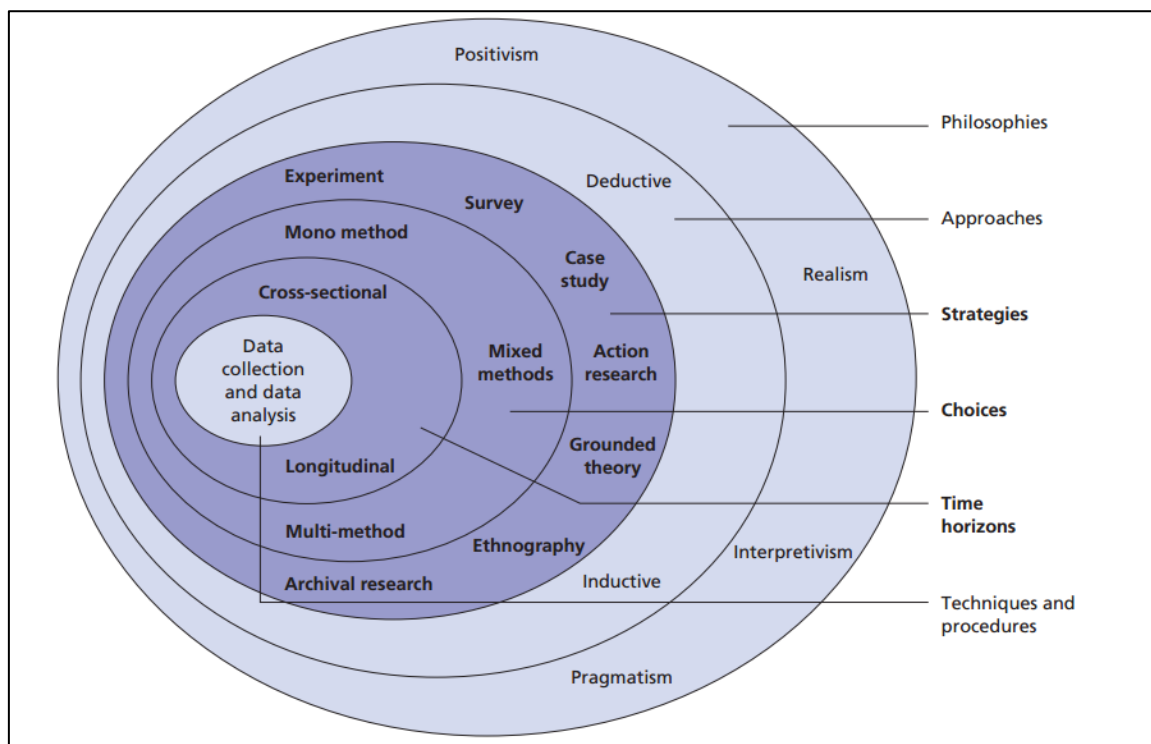 Positivism
Philosophies
Experiment
Deductive
Survey
Approaches
Mono method
Case
study
Realism
Cross-sectional
Strategies
Data
collection
and data
analysis
Mixed
methods
Action
research
Choices
Grounded
theory
Longitudinal
Time
horizons
Multi-method
Ethnography
Interpretivism
Archival research
Inductive
Techniques and
procedures
Pragmatism